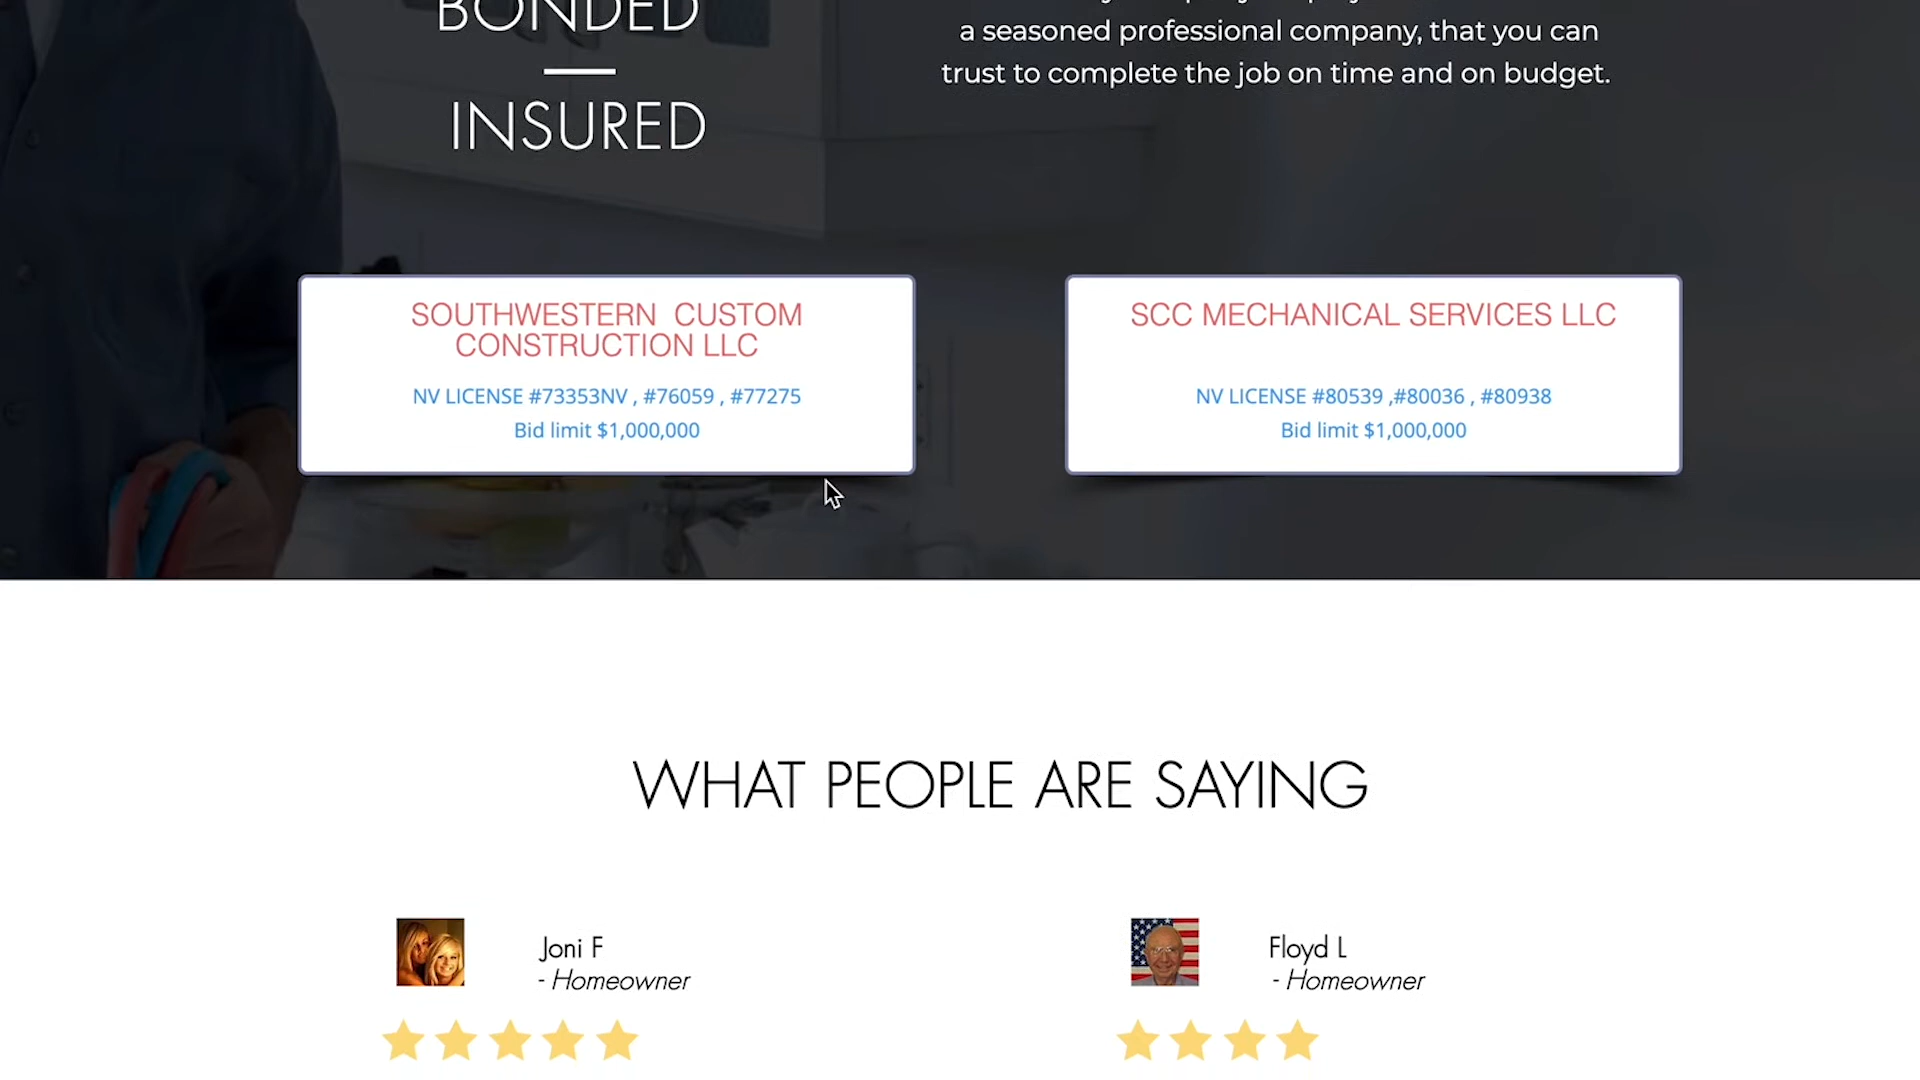 BONDED
INSURED
a seasoned professional company, that you can
trust to complete the job on time and on budget.
SOUTHWESTERN CUSTOM
CONSTRUCTION LLC
NV LICENSE #73353NV , #76059 , #77275
Bid limit $1,000,000
SCC MECHANICAL SERVICES LLC
NV LICENSE #80539 ,#80036 , #80938
Bid limit $1,000,000
WHAT PEOPLE ARE SAYING
Joni F
- Homeowner
Floyd L
- Homeowner